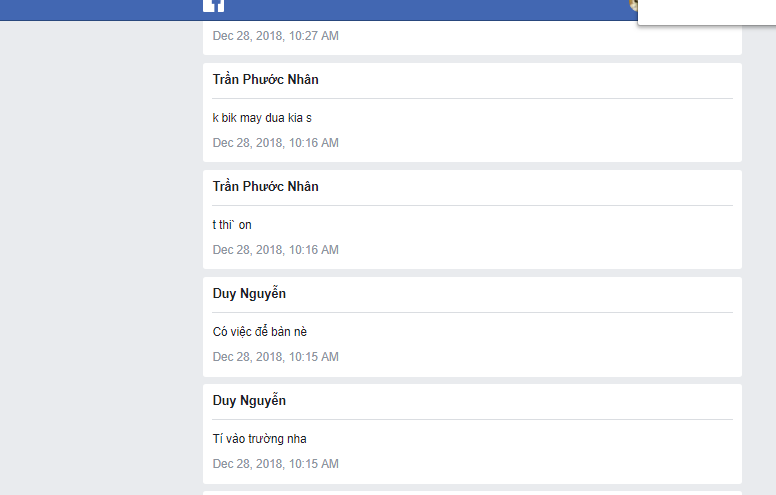 Dec 28, 2018, 10:27 AM
Trần Phước Nhân
k bik may dua kia s
Dec 28, 2018, 10:16 AM
Trần Phước Nhân
t thi` on
Dec 28, 2018, 10:16 AM
Duy Nguyễn
Có việc để bản nè
Dec 28, 2018, 10:15 AM
Duy Nguyễn
Tí vào trường nha
Dec 28, 2018, 10:15 AM